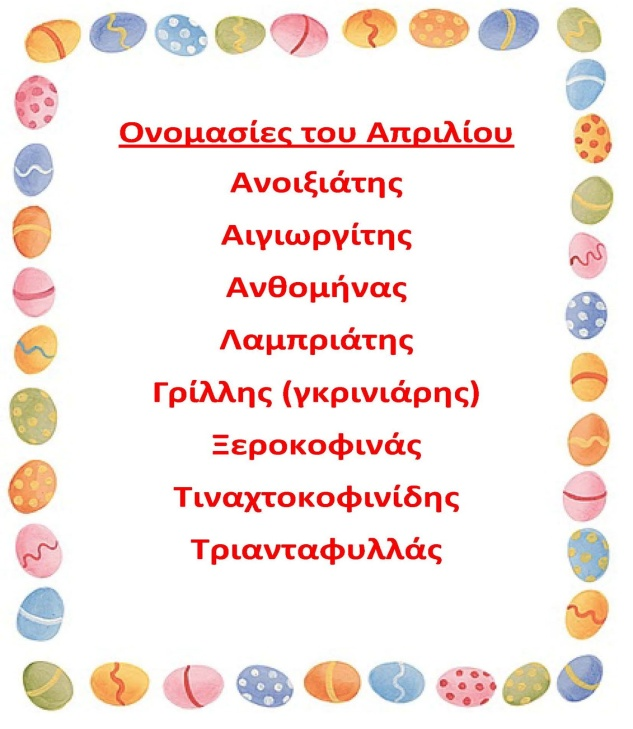 Ονομασίες του Απριλίου
Ανοιξιάτης
Αιγιωργίτης
Ανθομήνας
Λαμπριάτης
Γρίλλης (γκρινιάρης)
Ξεροκοφινάς
Τιναχτοκοφινίδης
Τριανταφυλλάς